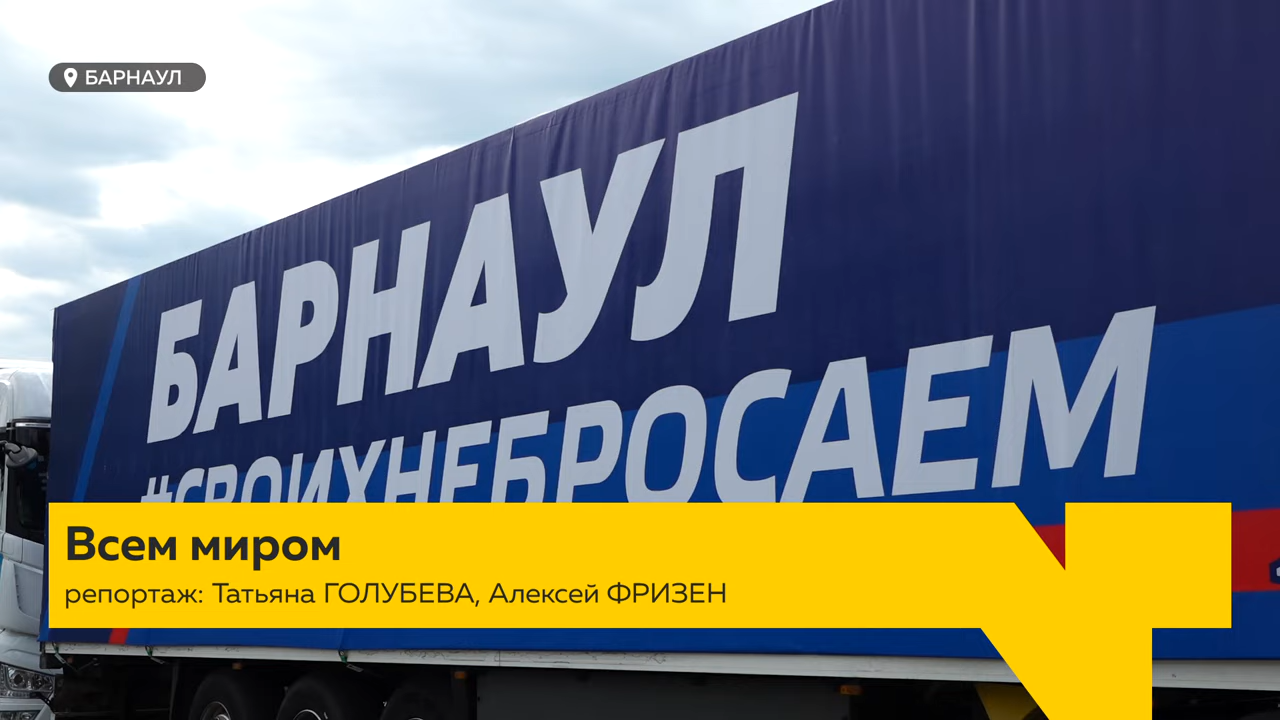 БАРНАУЛ
БАРНАУЛ
#СВОИХНЕБРОСАЕМ
Всем миром
репортаж: Татьяна ГОЛУБЕВА, Алексей ФРИЗЕН